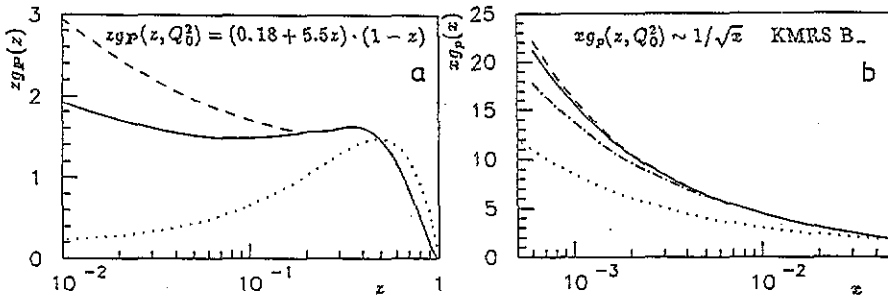 zg_P(z)
3
2
1
0
zg_P(z, Q_0^2) = (0.18 + 5.5z) · (1 − z)
a
10^-2
10^-1
z
1
xg_p(x)
25
20
15
10
5
0
xg_p(z, Q_0^2) ~ 1/√x KMRS B_
b
10^-3
10^-2
x